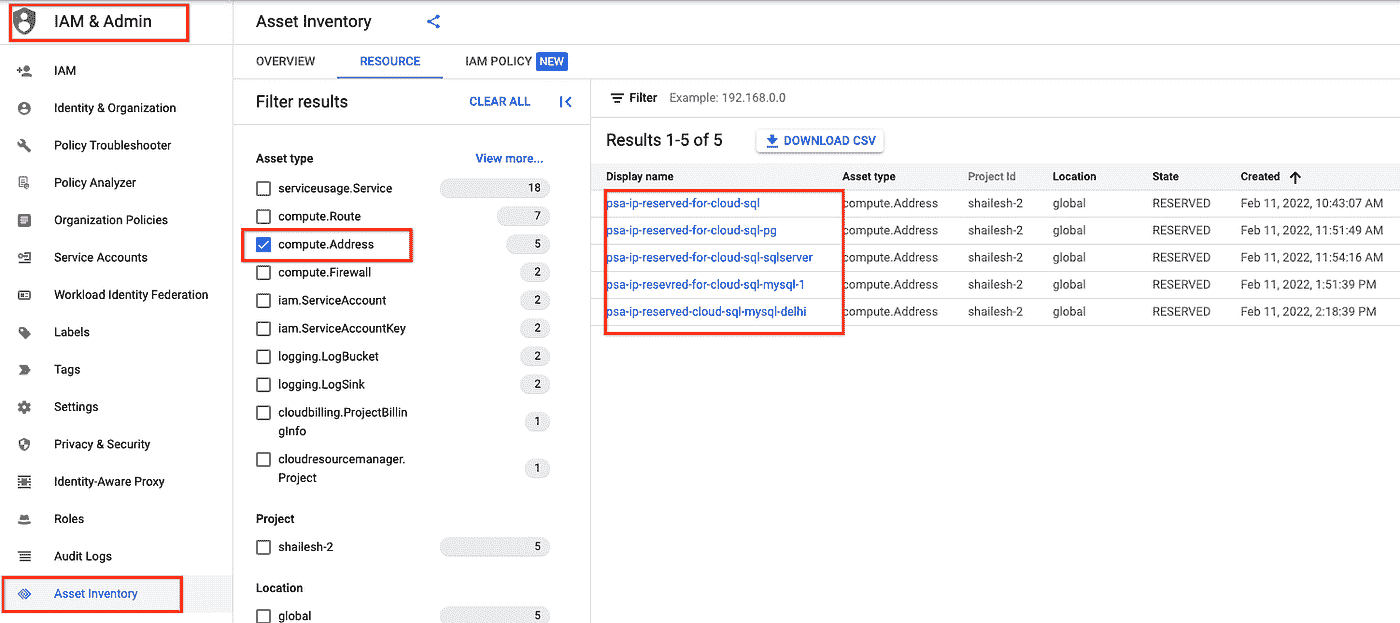 IAM & Admin
IAM
Identity & Organization
Policy Troubleshooter
Policy Analyzer
Organization Policies
Service Accounts
Workload Identity Federation
Labels
Tags
Settings
Privacy & Security
Identity-Aware Proxy
Roles
Audit Logs
Asset Inventory
Asset Inventory
OVERVIEW RESOURCE IAM POLICY NEW
Filter results CLEAR ALL
Asset type View more...
serviceusage.Service 18
compute.Route 7
compute.Address 5
compute.Firewall 2
iam.ServiceAccount 2
iam.ServiceAccountKey 2
logging.LogBucket 2
logging.LogSink 2
cloudbilling.ProjectBillin
gInfo 1
cloudresourcemanager.
Project 1
Project
shailesh-2 5
Location
global 5
Filter Example: 192.168.0.0
Results 1-5 of 5 DOWNLOAD CSV
Display name Asset type Project Id Location State Created
psa-ip-reserved-for-cloud-sql compute.Address shailesh-2 global RESERVED Feb 11, 2022, 10:43:07 AM
psa-ip-reserved-for-cloud-sql-pg compute.Address shailesh-2 global RESERVED Feb 11, 2022, 11:51:49 AM
psa-ip-reserved-for-cloud-sql-sqlserver compute.Address shailesh-2 global RESERVED Feb 11, 2022, 11:54:16 AM
psa-ip-resevred-for-cloud-sql-mysql-1 compute.Address shailesh-2 global RESERVED Feb 11, 2022, 1:51:39 PM
psa-ip-reserved-cloud-sql-mysql-delhi compute.Address shailesh-2 global RESERVED Feb 11, 2022, 2:18:39 PM